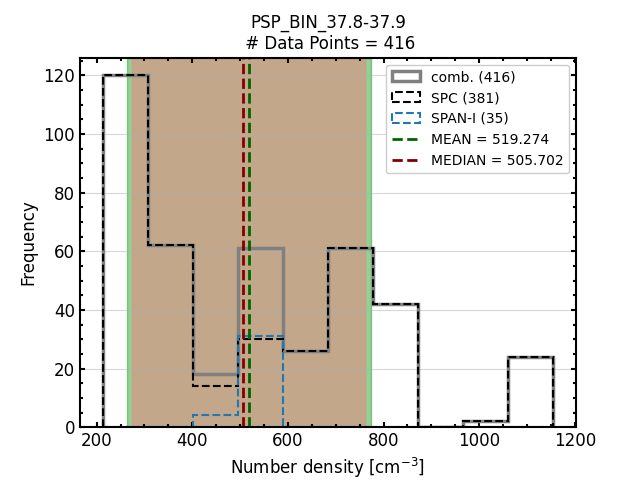 PSP_BIN_37.8-37.9
# Data Points = 416
comb. (416)
SPC (381)
SPAN-I (35)
MEAN = 519.274
MEDIAN = 505.702
Frequency
120
100
80
60
40
20
0
200 400 600 800 1000 1200
Number density [cm⁻³]